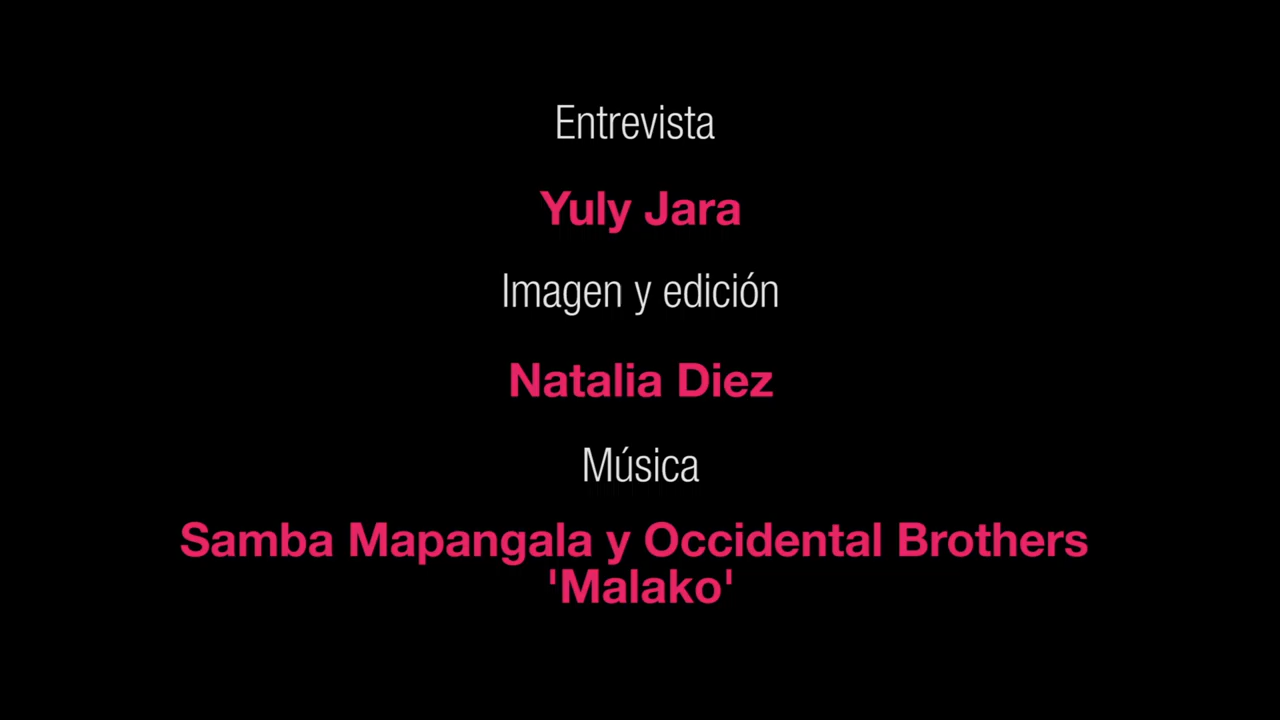 Entrevista
Yuly Jara
Imagen y edición
Natalia Diez
Música
Samba Mapangala y Occidental Brothers
'Malako'